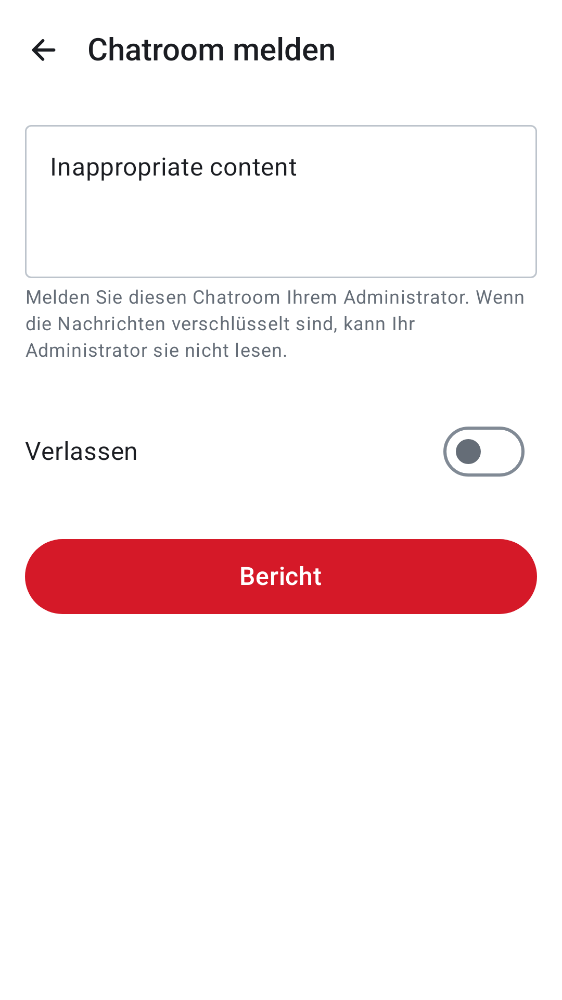 Chatroom melden
Inappropriate content
Melden Sie diesen Chatroom Ihrem Administrator. Wenn
die Nachrichten verschlüsselt sind, kann Ihr
Administrator sie nicht lesen.
Verlassen
Bericht